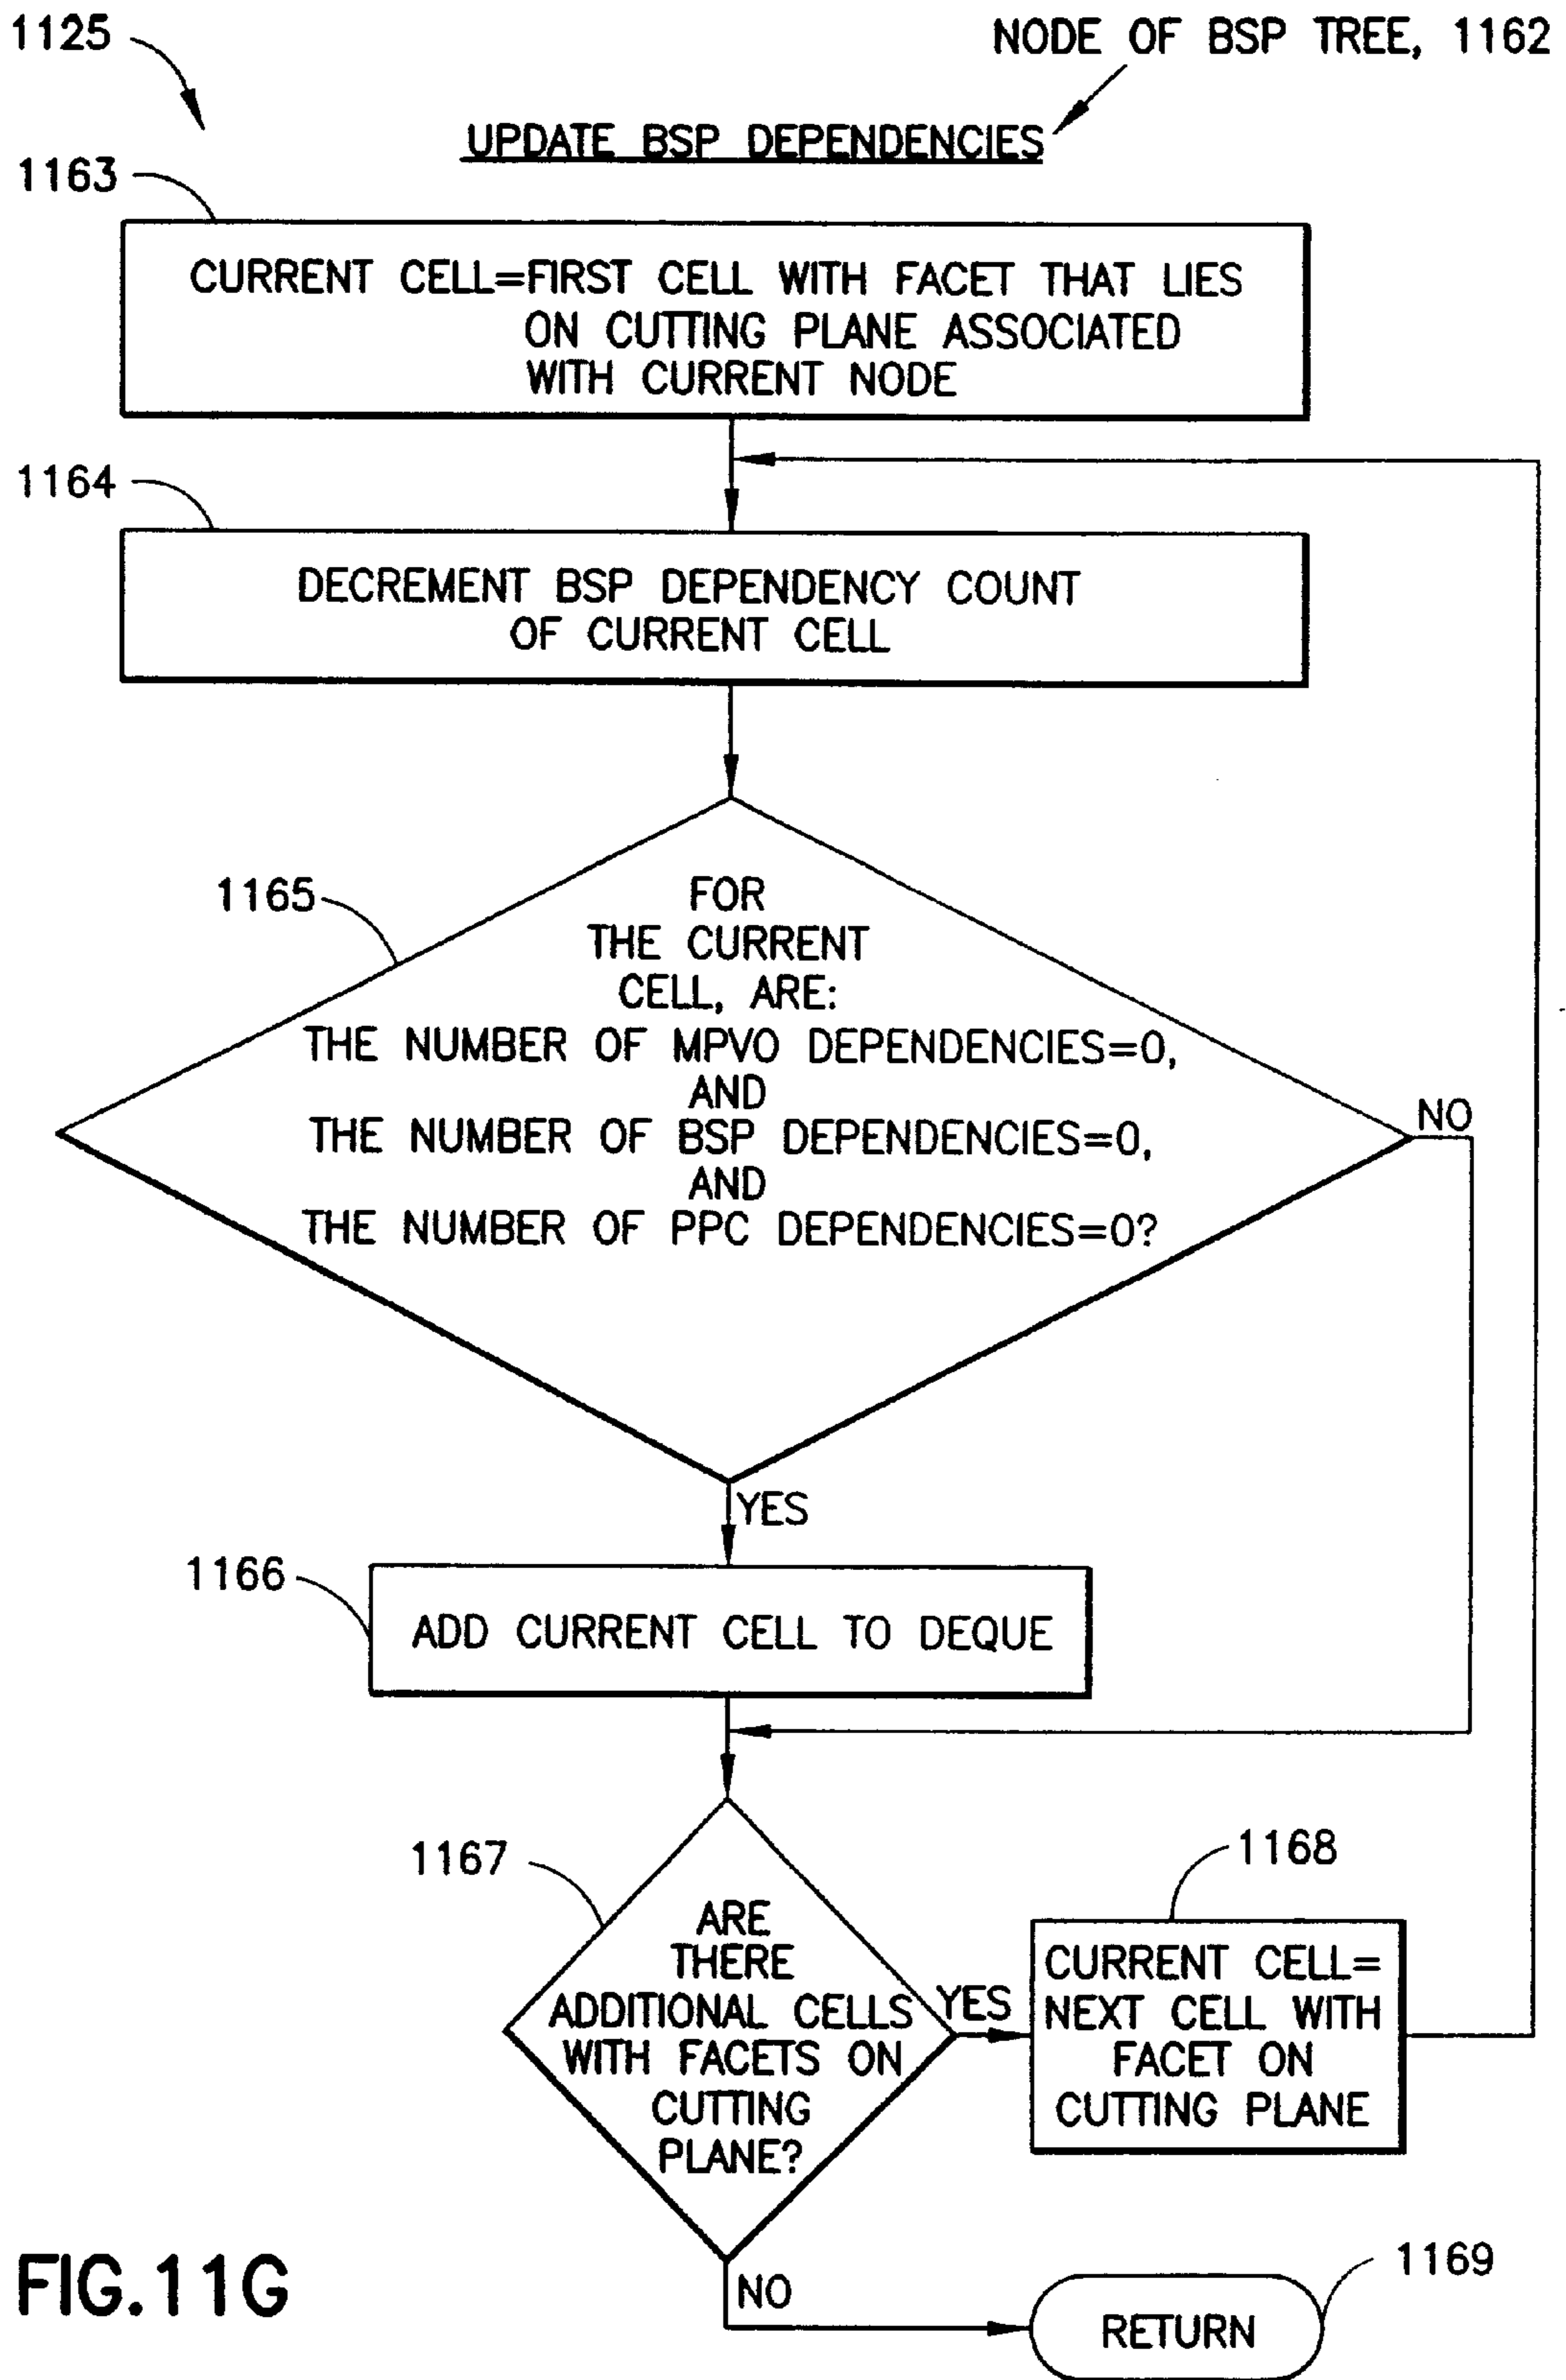 1125
NODE OF BSP TREE, 1162
UPDATE BSP DEPENDENCIES
1163
CURRENT CELL=FIRST CELL WITH FACET THAT LIES
ON CUTTING PLANE ASSOCIATED
WITH CURRENT NODE
1164
DECREMENT BSP DEPENDENCY COUNT
OF CURRENT CELL
1165
FOR
THE CURRENT
CELL, ARE:
THE NUMBER OF MPVO DEPENDENCIES=0,
AND
THE NUMBER OF BSP DEPENDENCIES=0,
AND
THE NUMBER OF PPC DEPENDENCIES=0?
NO
YES
1166
ADD CURRENT CELL TO DEQUE
1167
ARE
THERE
ADDITIONAL CELLS
WITH FACETS ON
CUTTING
PLANE?
YES
1168
CURRENT CELL=
NEXT CELL WITH
FACET ON
CUTTING PLANE
NO
1169
RETURN
FIG.11G